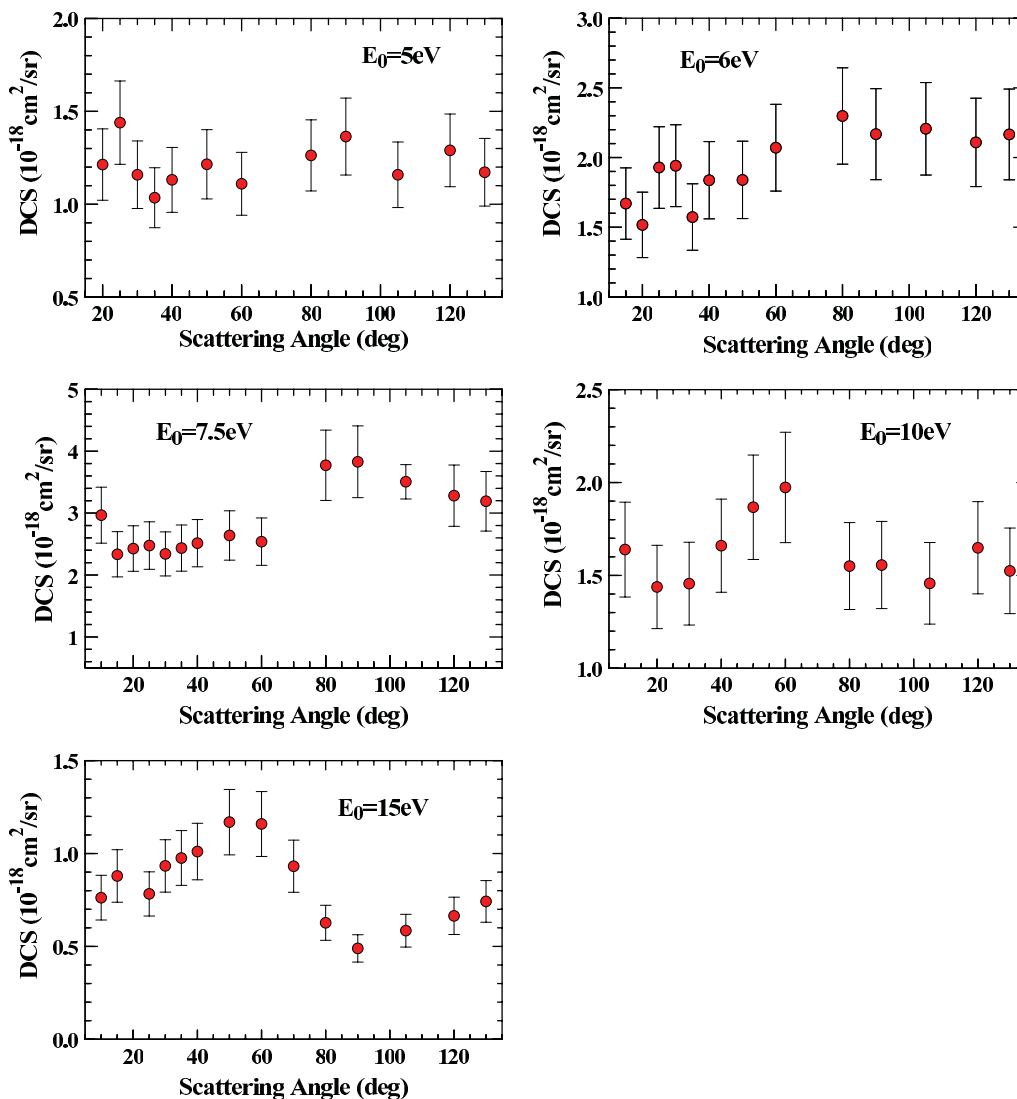 2.0
1.5
1.0
0.5
DCS (10⁻¹⁸cm²/sr)
E₀=5eV
20 40 60 80 100 120
Scattering Angle (deg)
3.0
2.5
2.0
1.5
1.0
DCS (10⁻¹⁸cm²/sr)
E₀=6eV
20 40 60 80 100 120
Scattering Angle (deg)
5
4
3
2
1
DCS (10⁻¹⁸cm²/sr)
E₀=7.5eV
20 40 60 80 100 120
Scattering Angle (deg)
2.5
2.0
1.5
1.0
DCS (10⁻¹⁸cm²/sr)
E₀=10eV
20 40 60 80 100 120
Scattering Angle (deg)
1.5
1.0
0.5
0.0
DCS (10⁻¹⁸cm²/sr)
E₀=15eV
20 40 60 80 100 120
Scattering Angle (deg)